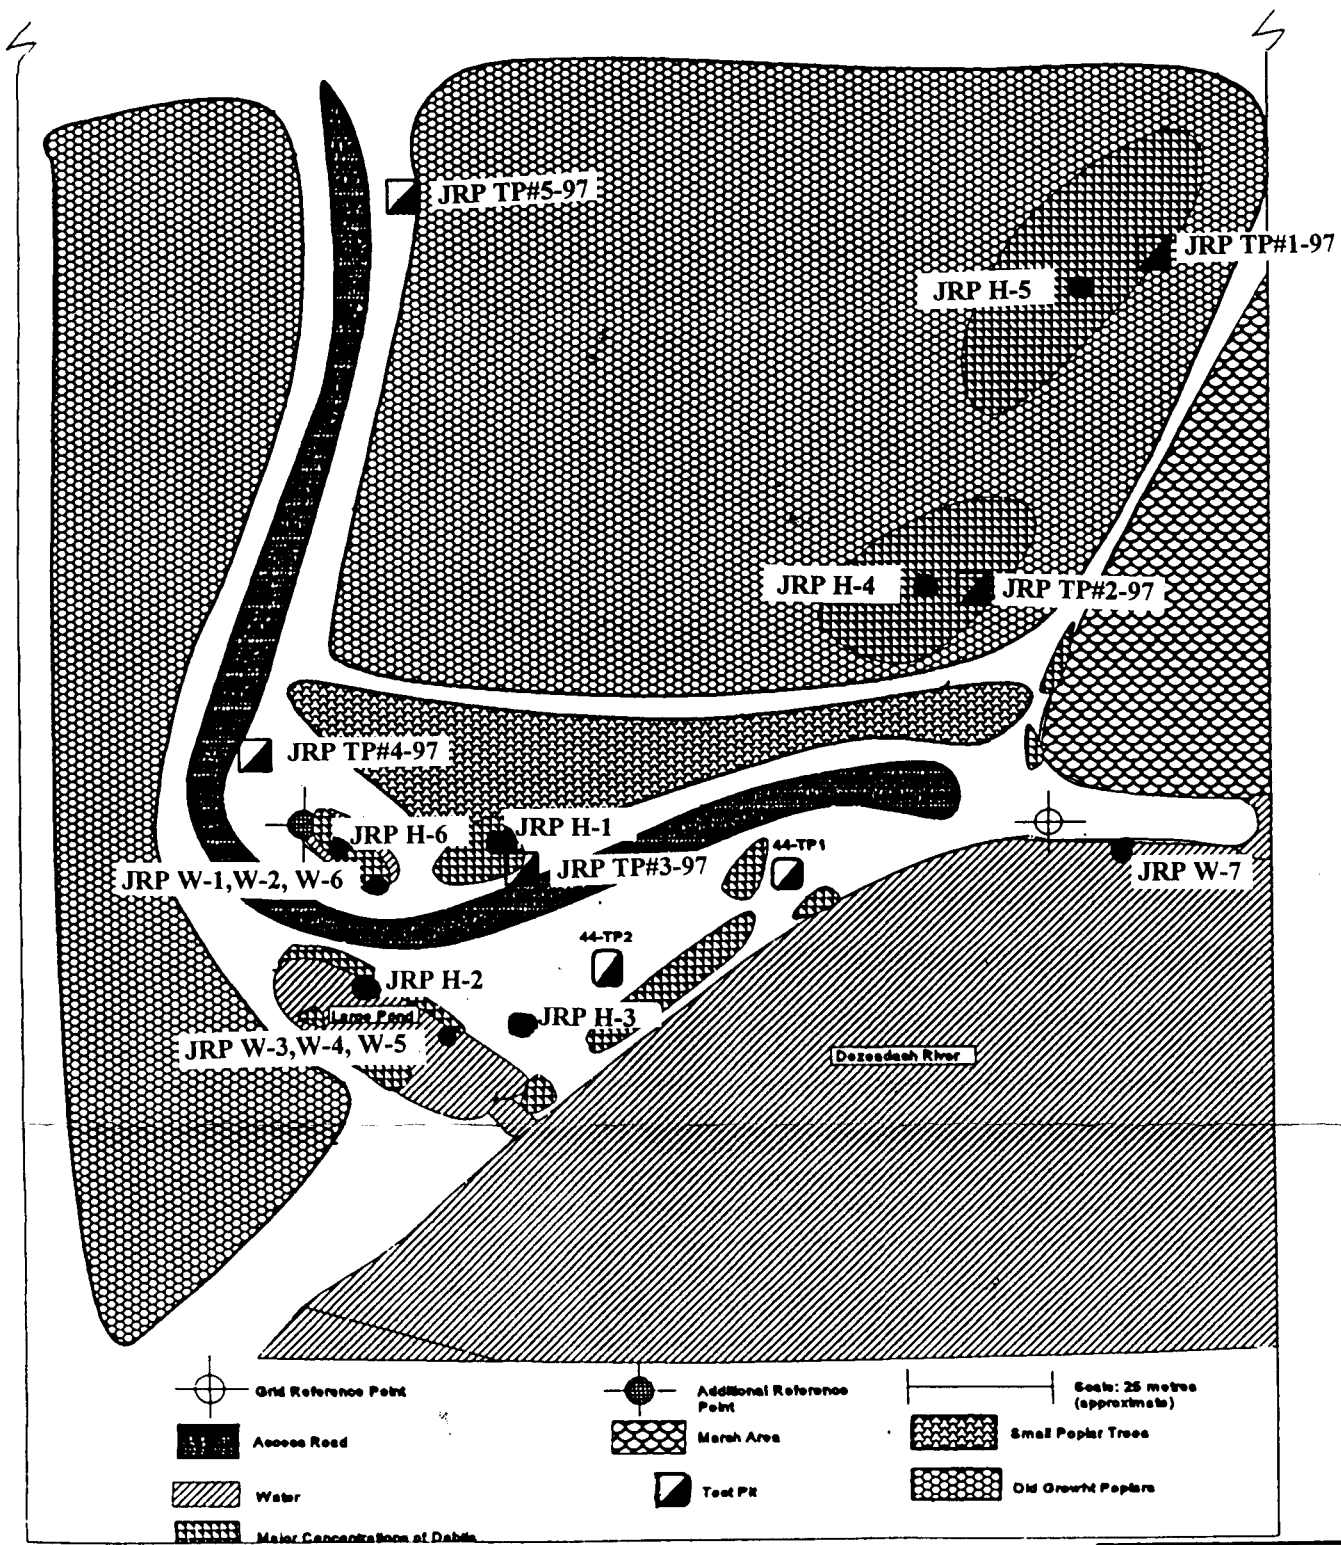 JRP TP#5-97
JRP TP#1-97
JRP H-5
JRP H-4
JRP TP#2-97
JRP TP#4-97
JRP H-6
JRP H-1
44-TP1
JRP TP#3-97
JRP W-7
JRP W-1,W-2, W-6
44-TP2
JRP H-2
Large Pond
JRP H-3
JRP W-3,W-4, W-5
Dezeadash River
Grid Reference Point
Additional Reference
Point
Scale: 25 metres
(approximate)
Access Road
Marsh Area
Small Poplar Trees
Water
Test Pit
Old Growht Poplars
Major Concentrations of Debris